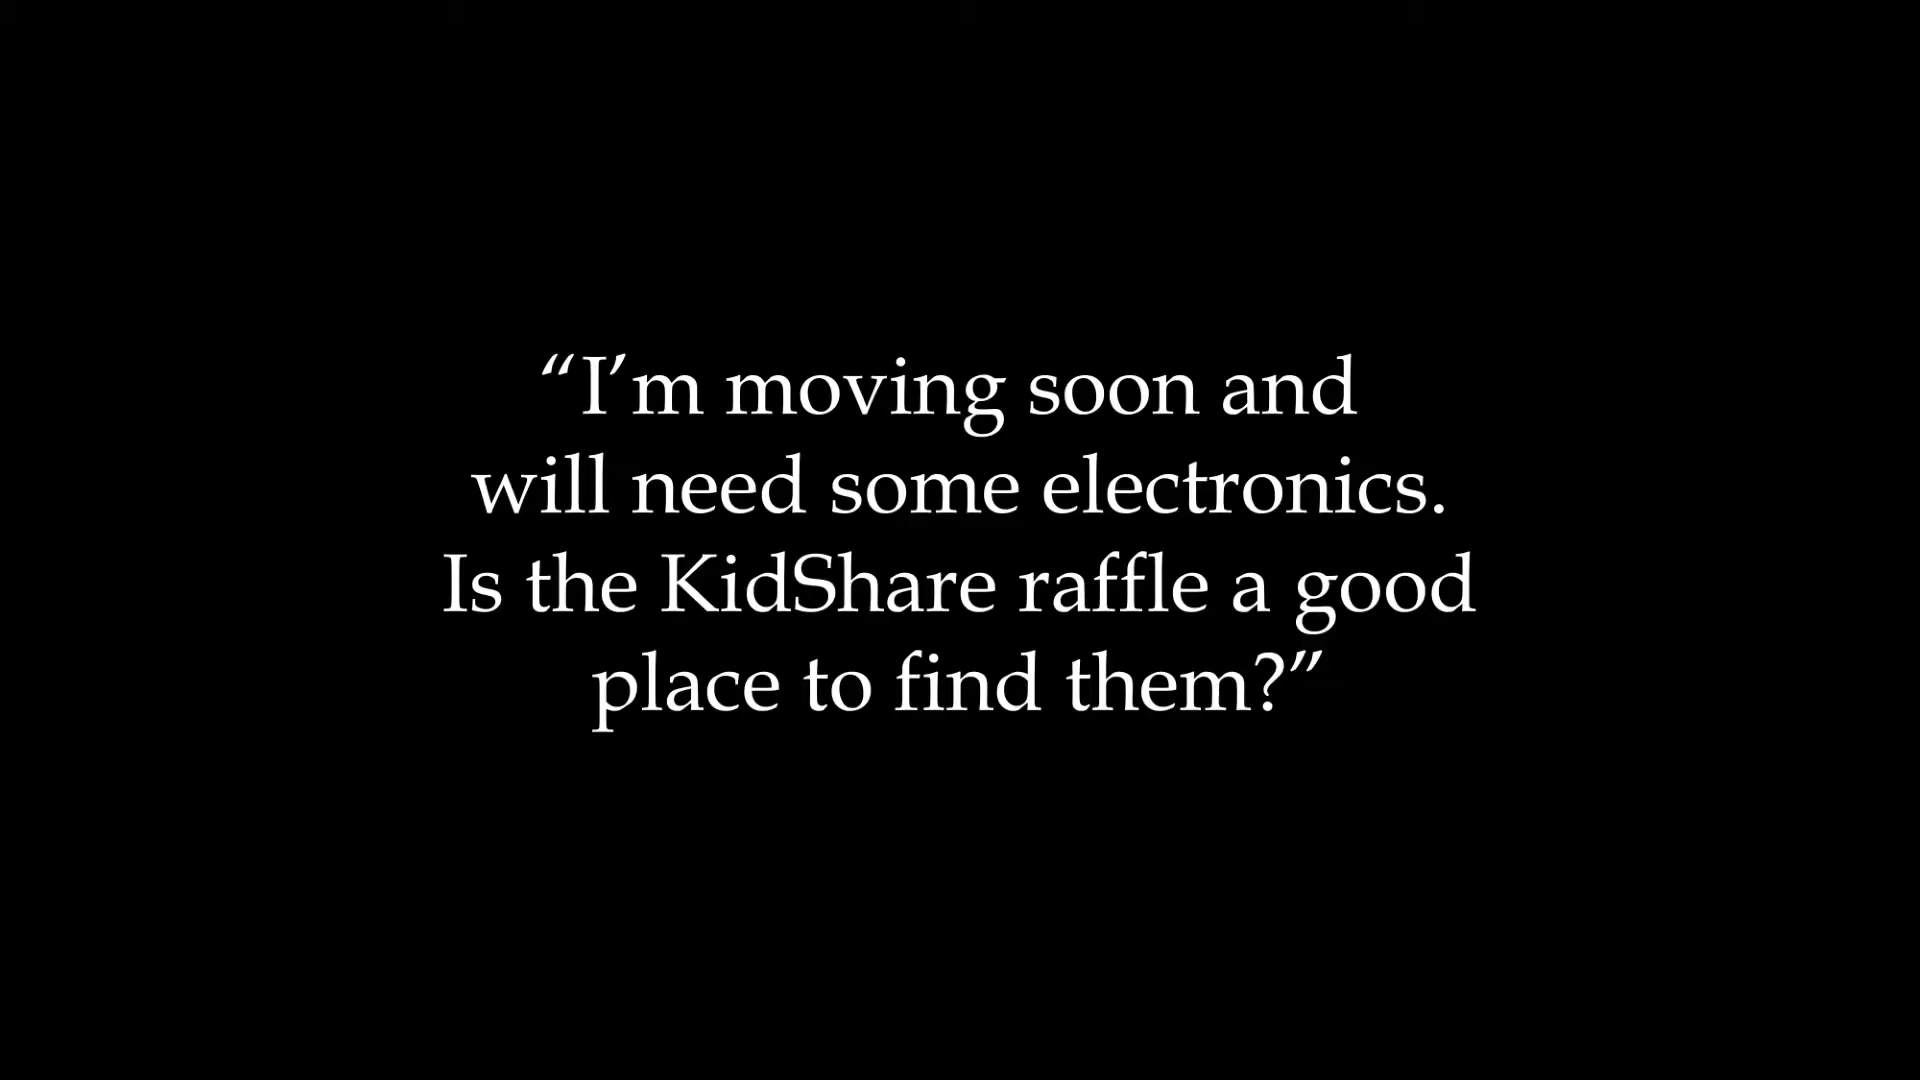 “I’m moving soon and
will need some electronics.
Is the KidShare raffle a good
place to find them?”